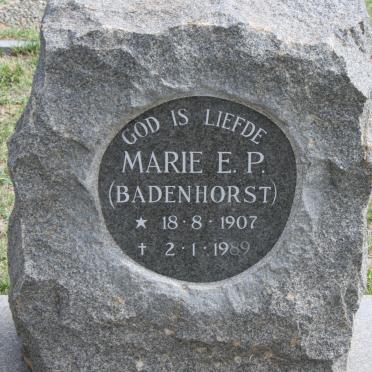 GOD IS LIEFDE
MARIE E. P.
(BADENHORST)
★ 18·8·1907
✝ 2·1·1989